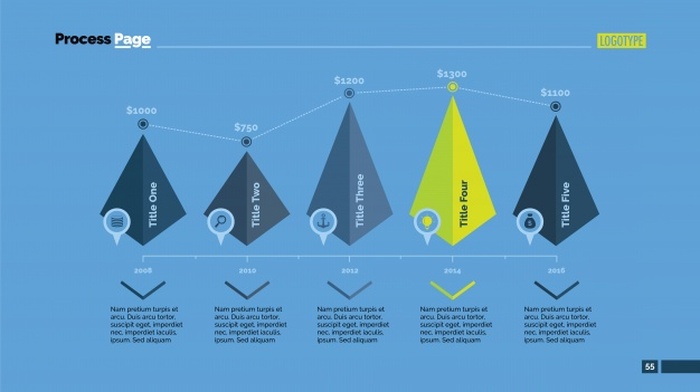 Process Page
LOGOTYPE
$1000
$750
$1200
$1300
$1100
Title One
Title Two
Title Three
Title Four
Title Five
$
2008
2010
2012
2014
2016
Nam pretium turpis et
arcu. Duis arcu tortor,
suscipit eget, imperdiet
nec, imperdiet iaculis,
ipsum. Sed aliquam
Nam pretium turpis et
arcu. Duis arcu tortor,
suscipit eget, imperdiet
nec, imperdiet iaculis,
ipsum. Sed aliquam
Nam pretium turpis et
arcu. Duis arcu tortor,
suscipit eget, imperdiet
nec, imperdiet iaculis,
ipsum. Sed aliquam
Nam pretium turpis et
arcu. Duis arcu tortor,
suscipit eget, imperdiet
nec, imperdiet iaculis,
ipsum. Sed aliquam
Nam pretium turpis et
arcu. Duis arcu tortor,
suscipit eget, imperdiet
nec, imperdiet iaculis,
ipsum. Sed aliquam
55